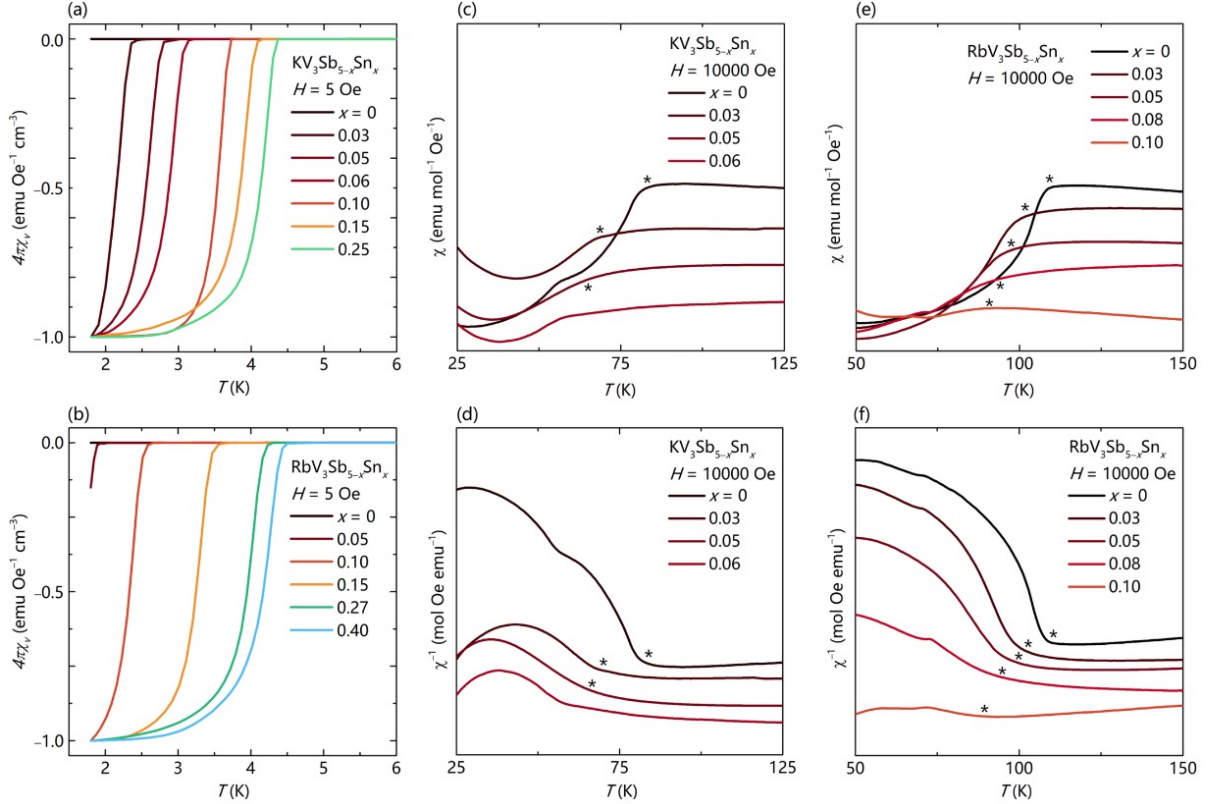 (a)
0.0
−0.5
−1.0
4πχᵥ (emu Oe⁻¹ cm⁻³)
KV₃Sb₅₋ₓSnₓ
H = 5 Oe
x = 0
0.03
0.05
0.06
0.10
0.15
0.25
2 3 4 5 6
T (K)
(b)
0.0
−0.5
−1.0
4πχᵥ (emu Oe⁻¹ cm⁻³)
RbV₃Sb₅₋ₓSnₓ
H = 5 Oe
x = 0
0.05
0.10
0.15
0.27
0.40
2 3 4 5 6
T (K)
(c)
χ (emu mol⁻¹ Oe⁻¹)
KV₃Sb₅₋ₓSnₓ
H = 10000 Oe
x = 0
0.03
0.05
0.06
*
*
*
25 75 125
T (K)
(d)
χ⁻¹ (mol Oe emu⁻¹)
KV₃Sb₅₋ₓSnₓ
H = 10000 Oe
x = 0
0.03
0.05
0.06
*
*
*
25 75 125
T (K)
(e)
χ (emu mol⁻¹ Oe⁻¹)
RbV₃Sb₅₋ₓSnₓ
H = 10000 Oe
x = 0
0.03
0.05
0.08
0.10
*
*
*
*
*
50 100 150
T (K)
(f)
χ⁻¹ (mol Oe emu⁻¹)
RbV₃Sb₅₋ₓSnₓ
H = 10000 Oe
x = 0
0.03
0.05
0.08
0.10
*
*
*
*
*
50 100 150
T (K)